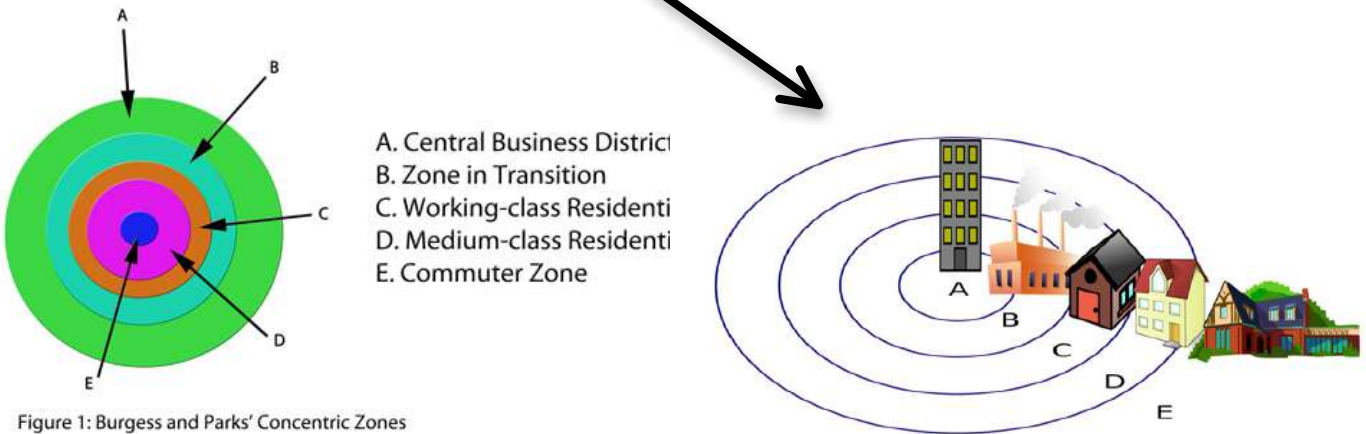 A
B
C
D
E
A. Central Business District
B. Zone in Transition
C. Working-class Residenti
D. Medium-class Residenti
E. Commuter Zone
Figure 1: Burgess and Parks' Concentric Zones
A
B
C
D
E